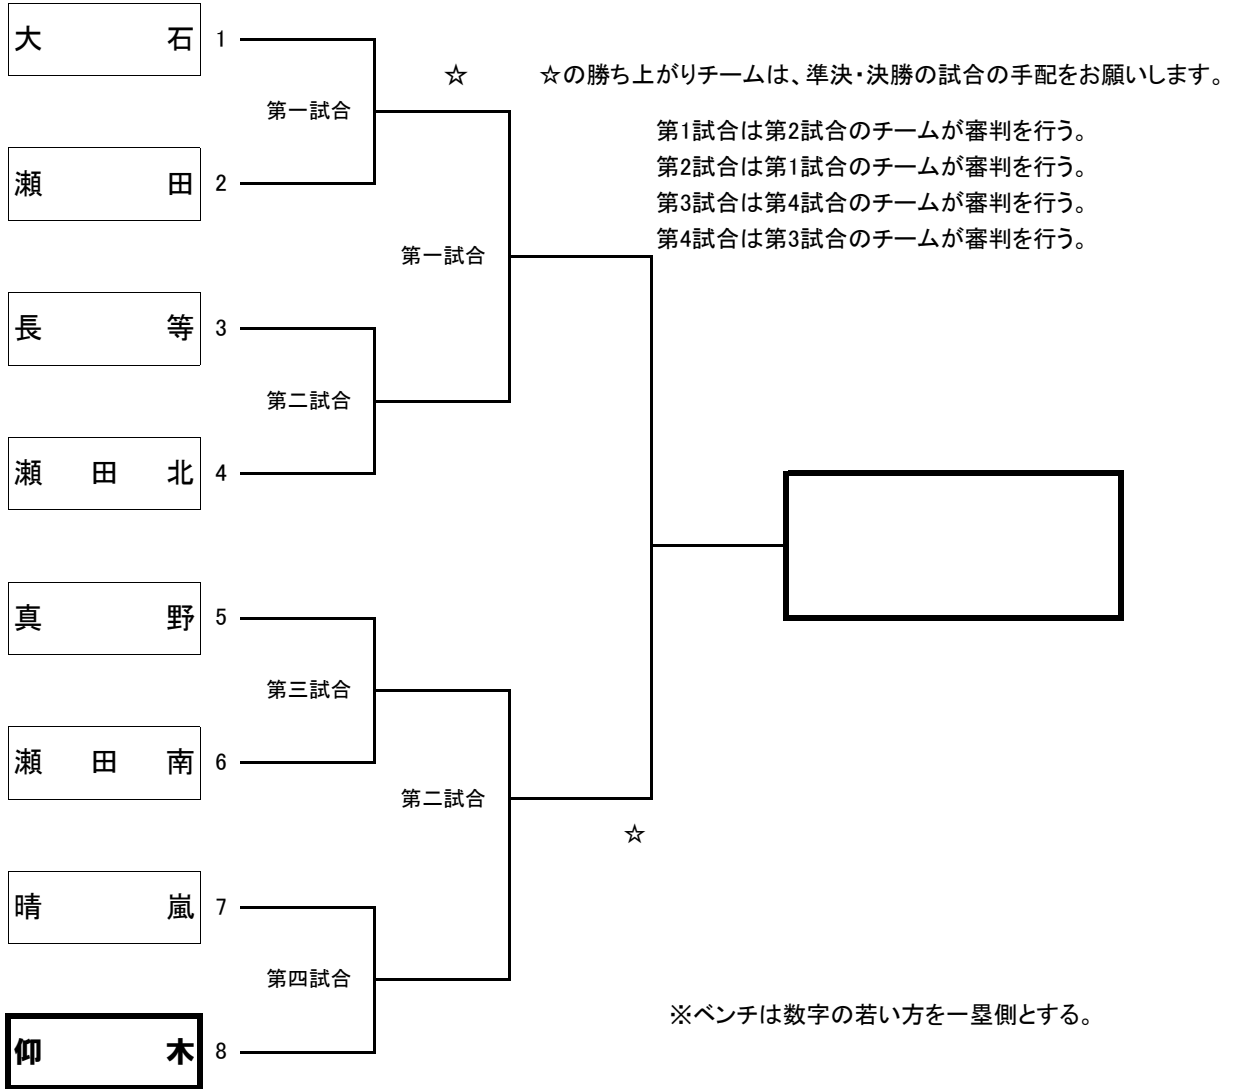 大石 1
☆ ☆の勝ち上がりチームは、準決・決勝の試合の手配をお願いします。
第一試合
第1試合は第2試合のチームが審判を行う。
第2試合は第1試合のチームが審判を行う。
瀬田 2
第3試合は第4試合のチームが審判を行う。
第4試合は第3試合のチームが審判を行う。
第一試合
長等 3
第二試合
瀬田北 4
真野 5
第三試合
瀬田南 6
第二試合
☆
晴嵐 7
第四試合
※ベンチは数字の若い方を一塁側とする。
仰木 8